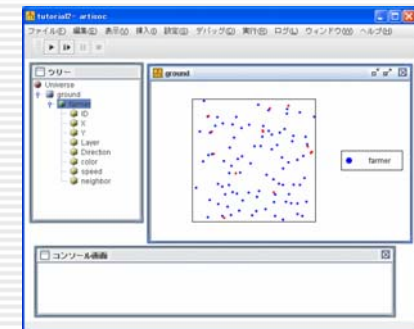 tutorial2 - artisoc
ファイル(F) 編集(E) 表示(V) 挿入(I) 設定(S) デバッグ(D) 実行(R) ログ(L) ウィンドウ(W) ヘルプ(H)
ツリー
Universe
ground
farmer
ID
X
Y
Layer
Direction
color
speed
neighbor
ground
farmer
コンソール画面